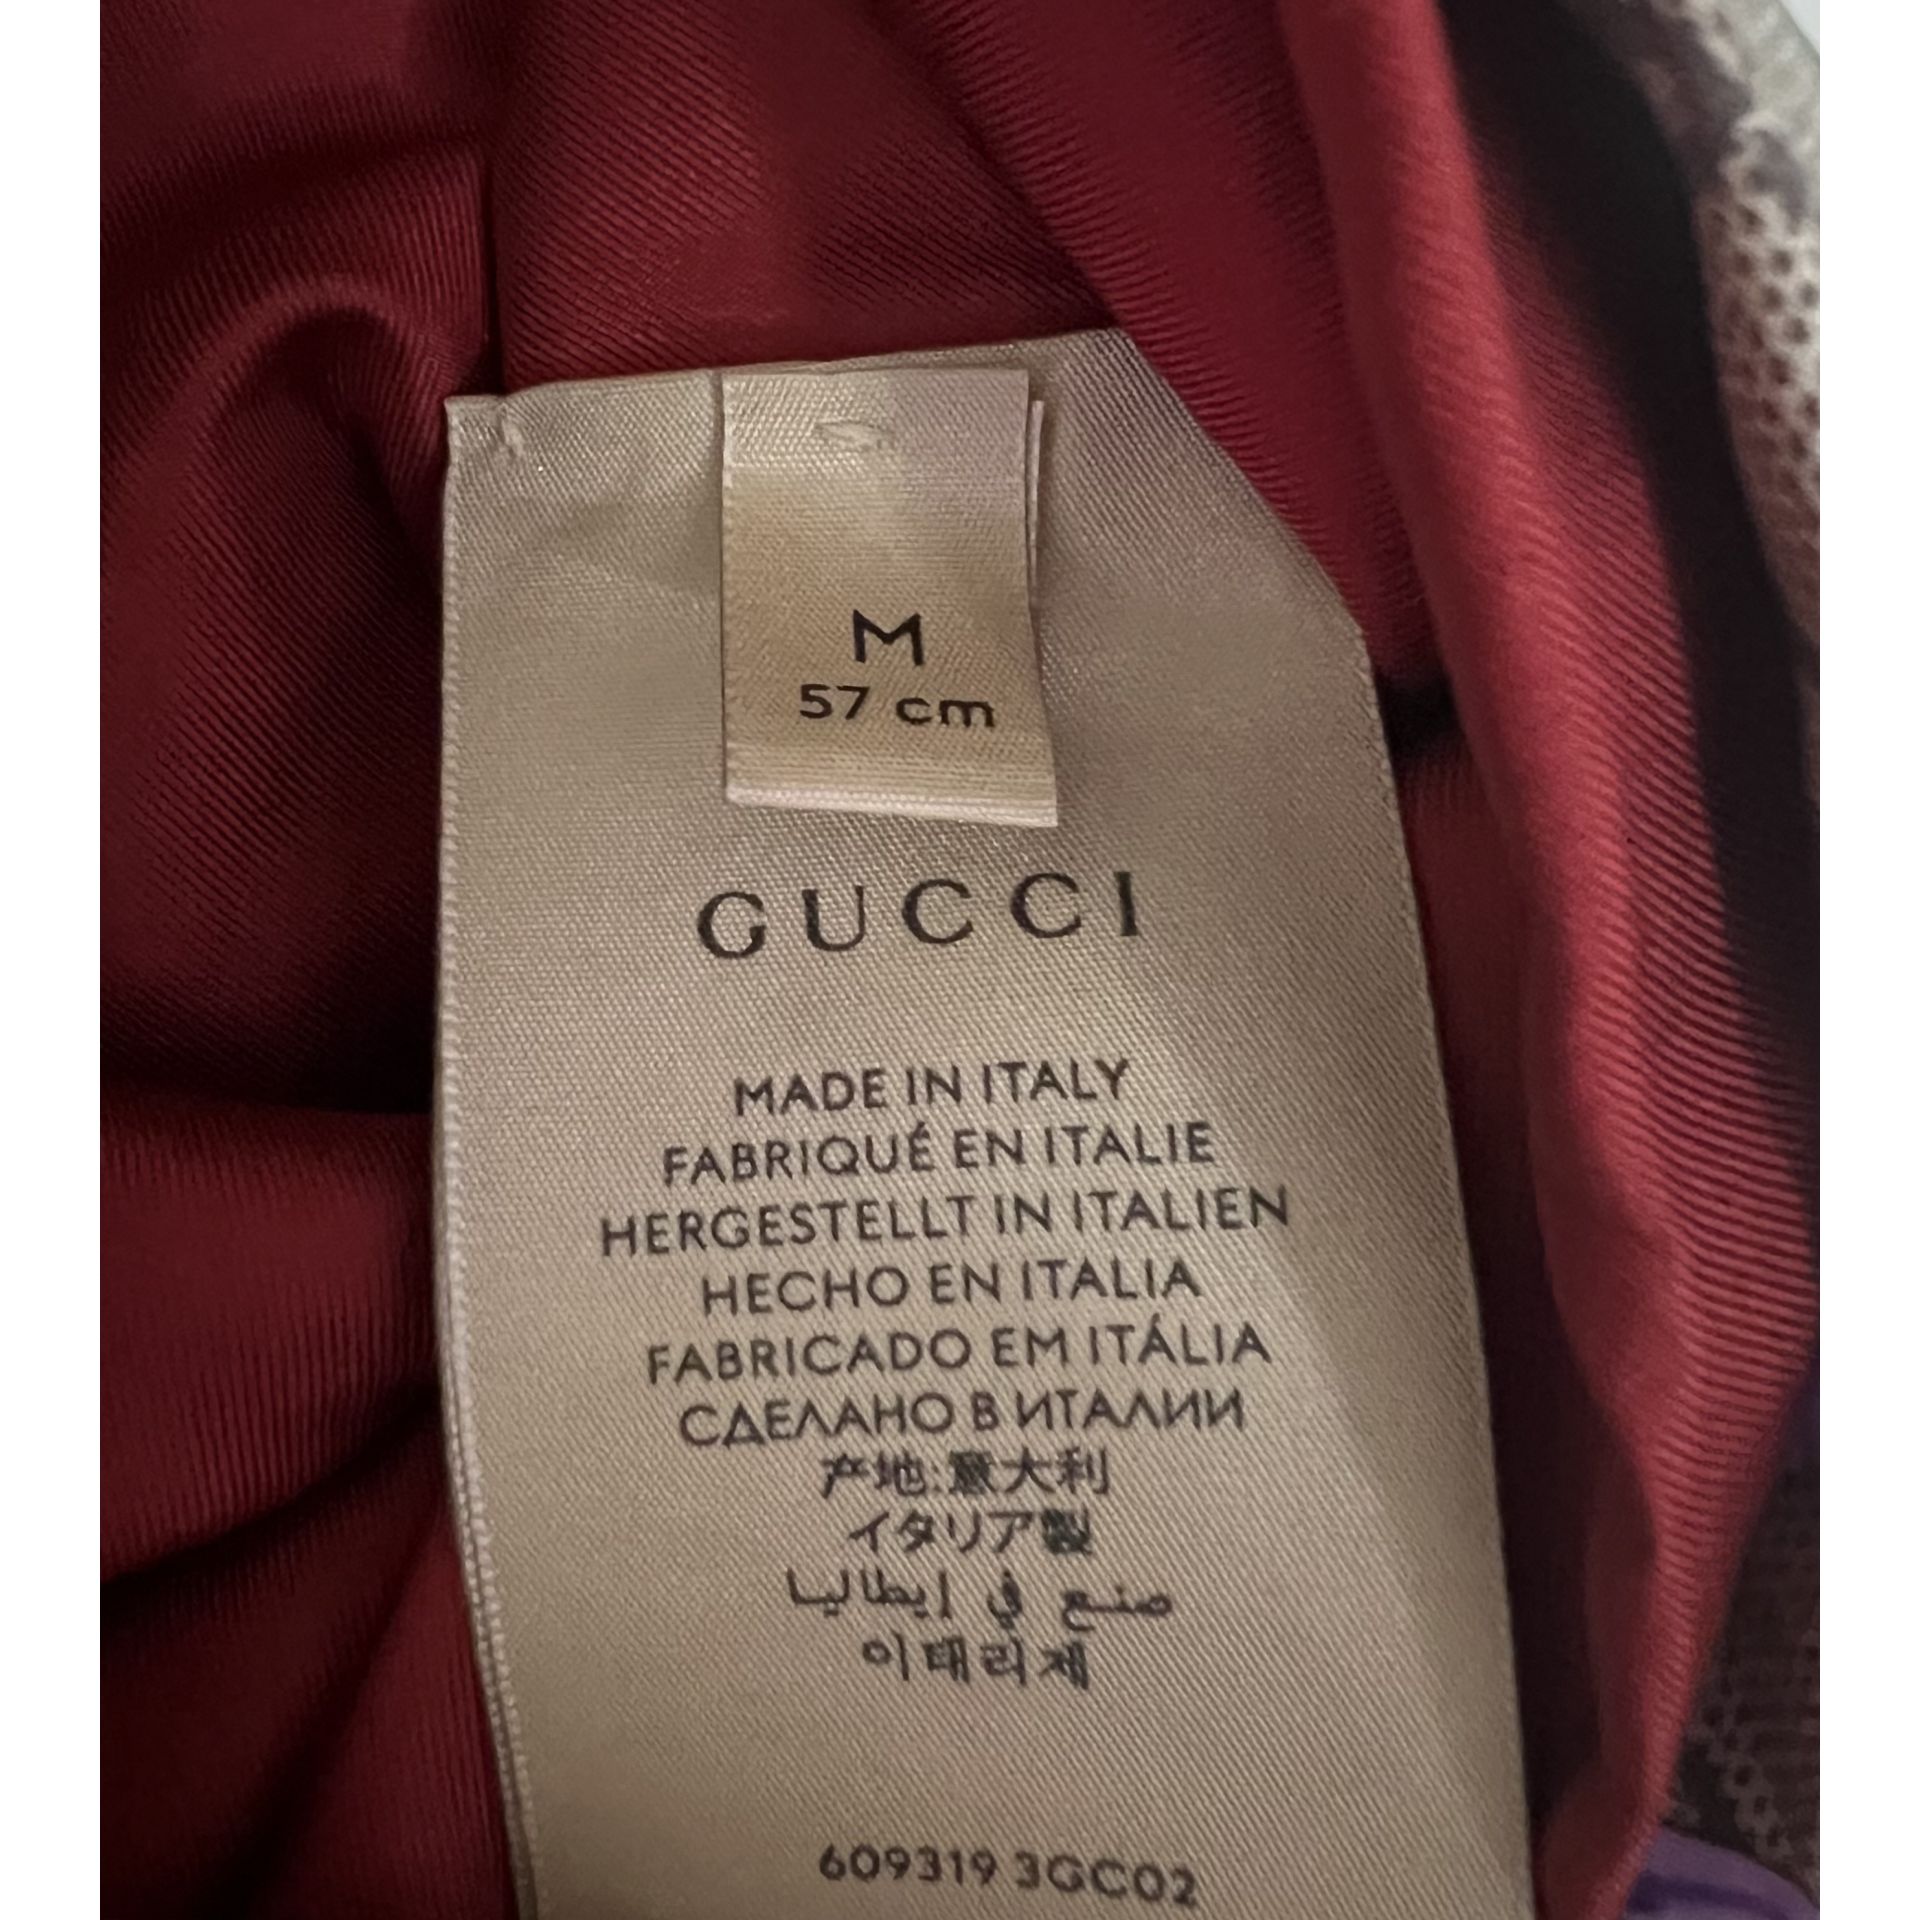 M
57 cm
GUCCI
MADE IN ITALY
FABRIQUÉ EN ITALIE
HERGESTELLT IN ITALIEN
HECHO EN ITALIA
FABRICADO EM ITÁLIA
СДЕЛАНО В ИТАЛИИ
产地:意大利
イタリア製
صنع في إيطاليا
이태리제
609319 3GC02